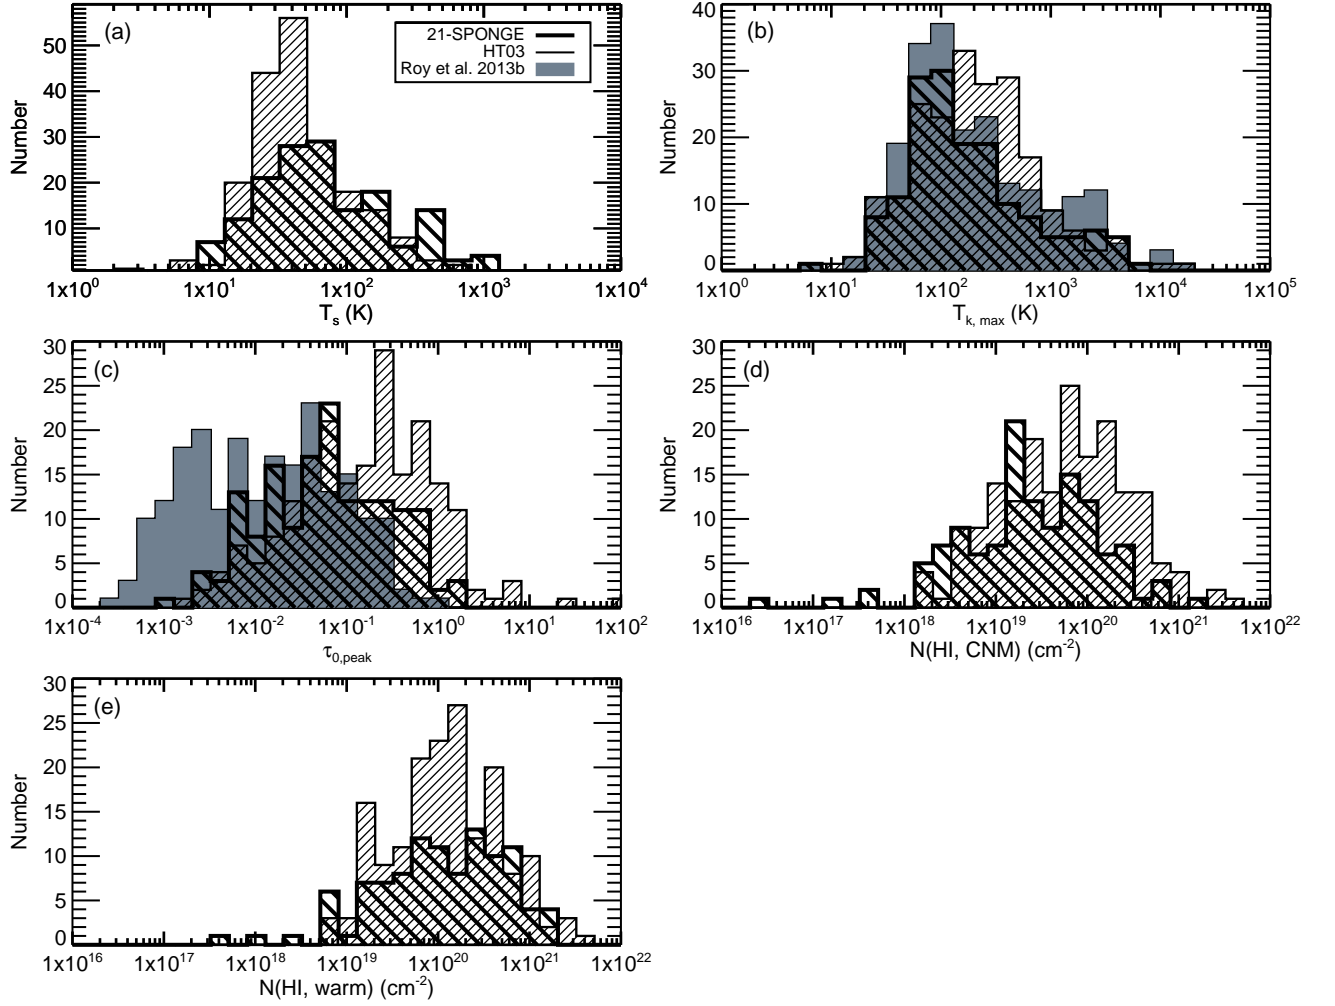 (a)
21-SPONGE
HT03
Roy et al. 2013b
Number
50
40
30
20
10
1x10^0 1x10^1 1x10^2 1x10^3 1x10^4
T_s (K)
(b)
Number
40
30
20
10
0
1x10^0 1x10^1 1x10^2 1x10^3 1x10^4 1x10^5
T_k, max (K)
(c)
Number
30
25
20
15
10
5
0
1x10^-4 1x10^-3 1x10^-2 1x10^-1 1x10^0 1x10^1 1x10^2
τ_0,peak
(d)
Number
30
25
20
15
10
5
0
1x10^16 1x10^17 1x10^18 1x10^19 1x10^20 1x10^21 1x10^22
N(HI, CNM) (cm^-2)
(e)
Number
30
25
20
15
10
5
0
1x10^16 1x10^17 1x10^18 1x10^19 1x10^20 1x10^21 1x10^22
N(HI, warm) (cm^-2)